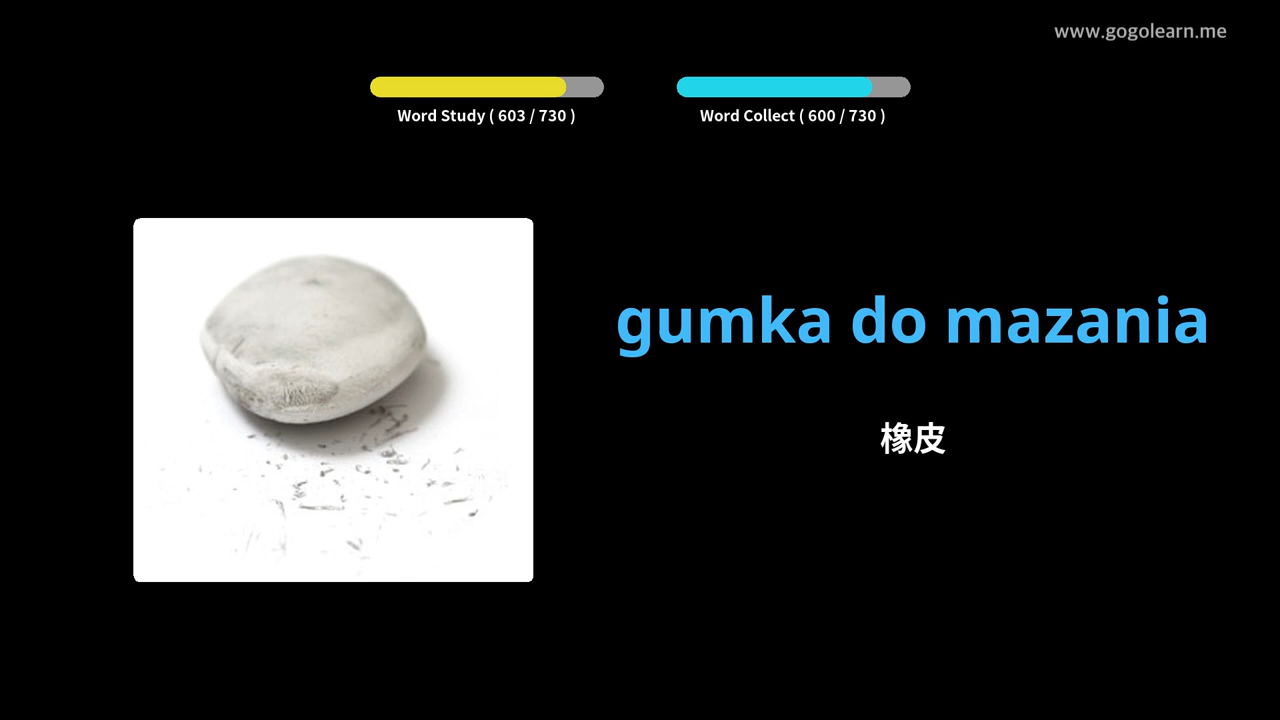 www.gogolearn.me
Word Study ( 603 / 730 )
Word Collect ( 600 / 730 )
gumka do mazania
橡皮